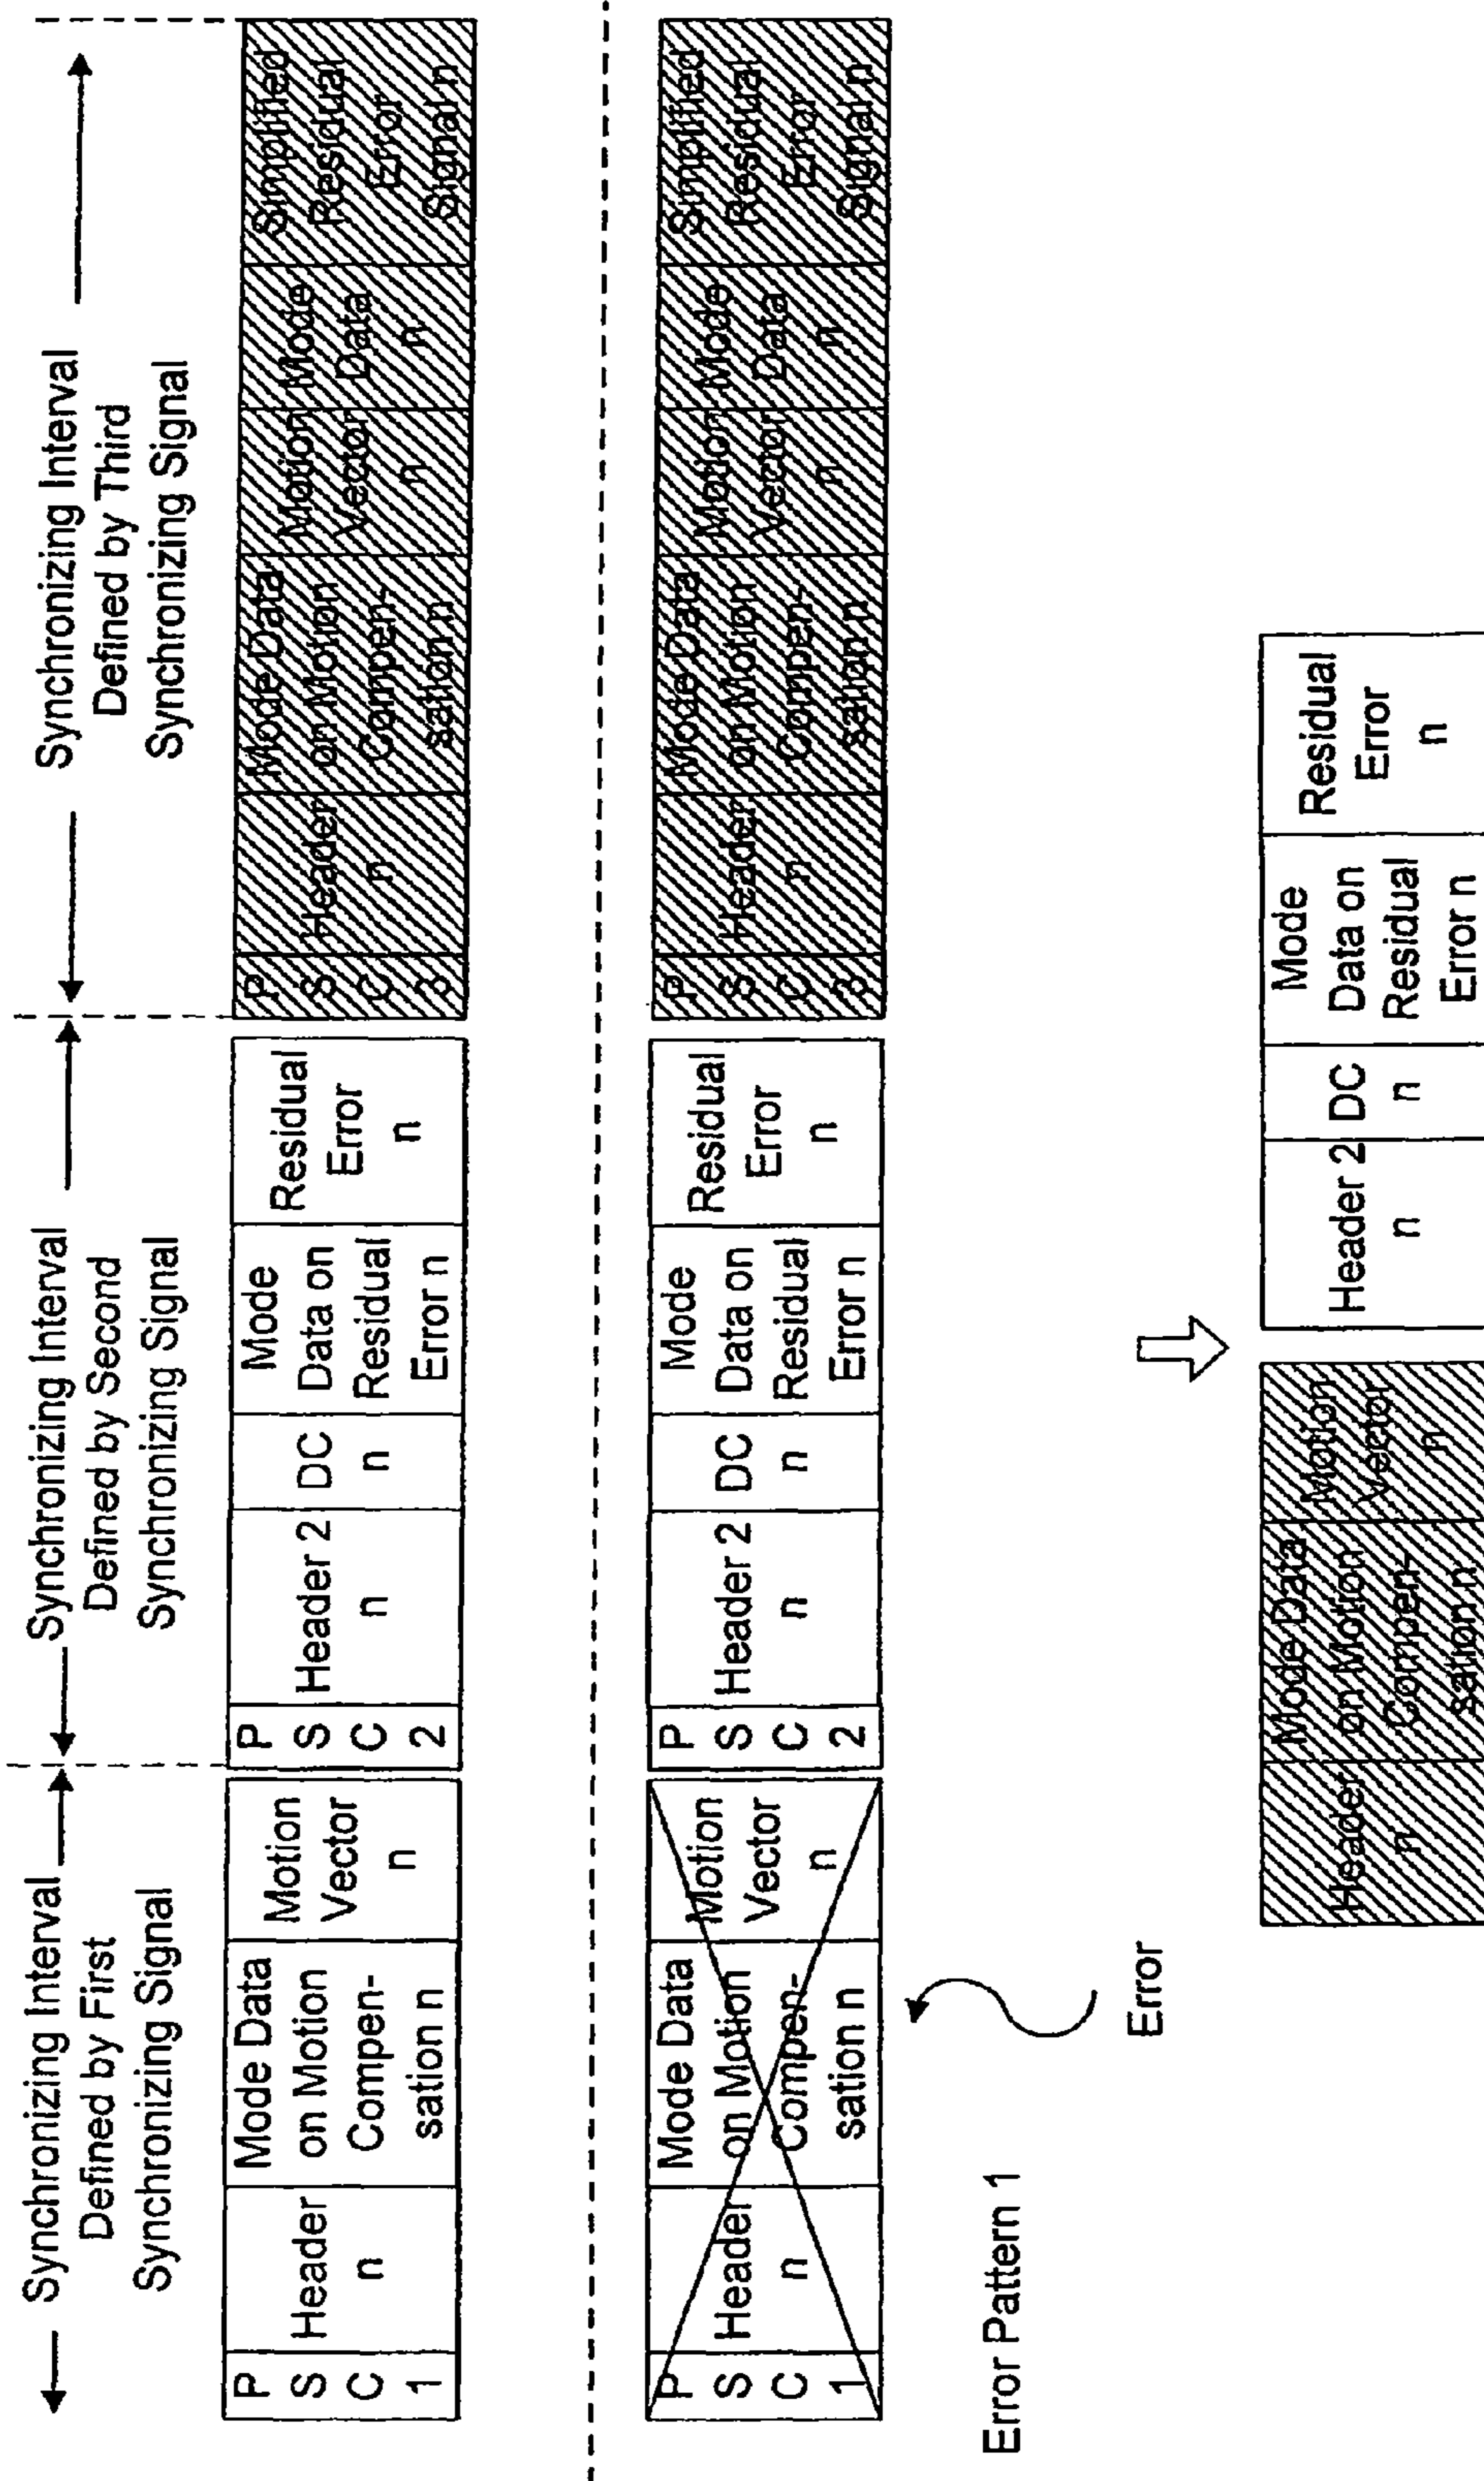 Synchronizing Interval
Defined by First
Synchronizing Signal
Synchronizing Interval
Defined by Second
Synchronizing Signal
Synchronizing Interval
Defined by Third
Synchronizing Signal
P
S
C
1
Header
n
Mode Data
on Motion
Compen-
sation n
Motion
Vector
n
P
S
C
2
Header 2
n
DC
n
Mode
Data on
Residual
Error n
Residual
Error
n
P
S
C
3
Header
n
Mode Data
on Motion
Compen-
sation n
Motion
Vector
n
Mode
Data
n
Simplified
Residual
Error
Signal n
P
S
C
1
Header
n
Mode Data
on Motion
Compen-
sation n
Motion
Vector
n
P
S
C
2
Header 2
n
DC
n
Mode
Data on
Residual
Error n
Residual
Error
n
P
S
C
3
Header
n
Mode Data
on Motion
Compen-
sation n
Motion
Vector
n
Mode
Data
n
Simplified
Residual
Error
Signal n
Error Pattern 1
Error
Header
n
Mode Data
on Motion
Compen-
sation n
Motion
Vector
n
Header 2
n
DC
n
Mode
Data on
Residual
Error n
Residual
Error
n